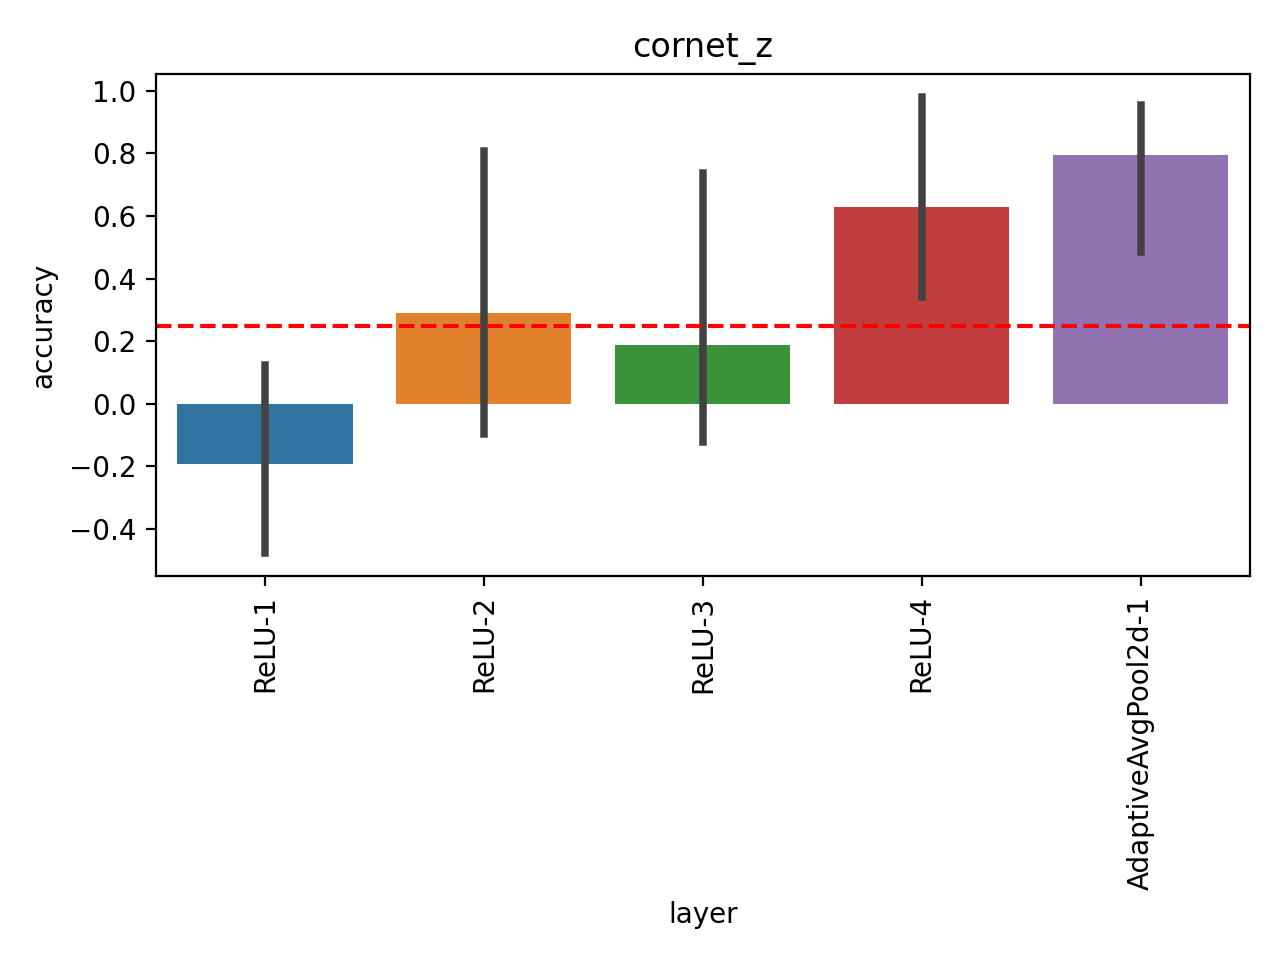 cornet_z
accuracy
1.0
0.8
0.6
0.4
0.2
0.0
−0.2
−0.4
ReLU-1
ReLU-2
ReLU-3
ReLU-4
AdaptiveAvgPool2d-1
layer